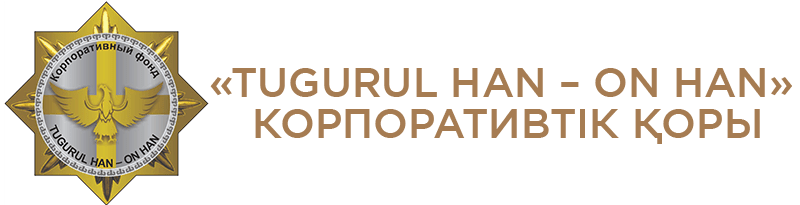 Корпоративный фонд
TUGURUL HAN – ON HAN
«TUGURUL HAN – ON HAN»
КОРПОРАТИВТІК ҚОРЫ